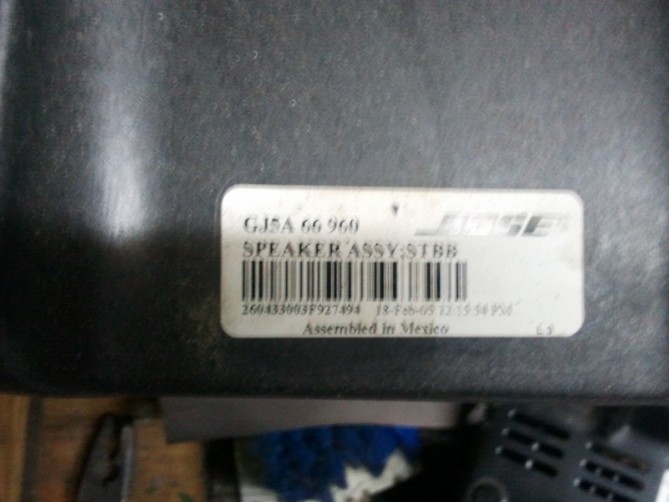 GJ5A 66 960 BOSE
SPEAKER ASSY;STBB
260433003F927494 18-Feb-05 12:15:54 PM
Assembled in Mexico